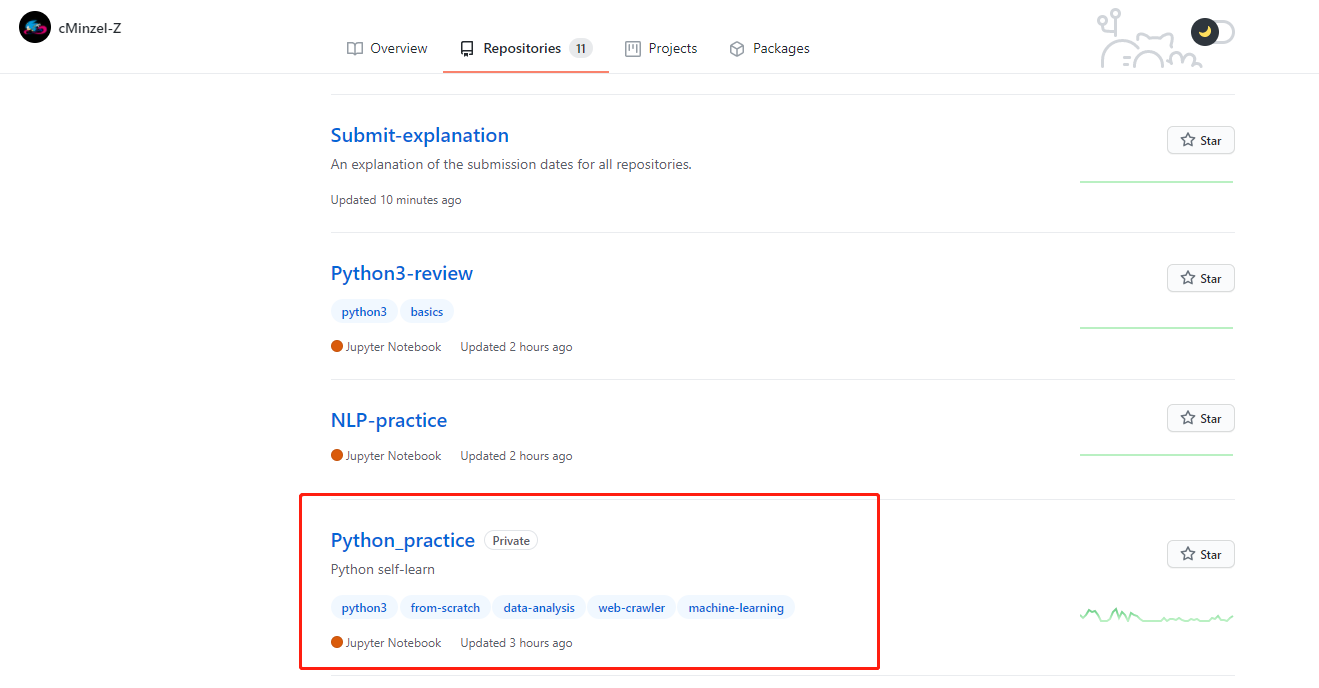 cMinzel-Z
Overview Repositories 11 Projects Packages
Submit-explanation
Star
An explanation of the submission dates for all repositories.
Updated 10 minutes ago
Python3-review
Star
python3 basics
Jupyter Notebook Updated 2 hours ago
NLP-practice
Star
Jupyter Notebook Updated 2 hours ago
Python_practice Private
Star
Python self-learn
python3 from-scratch data-analysis web-crawler machine-learning
Jupyter Notebook Updated 3 hours ago